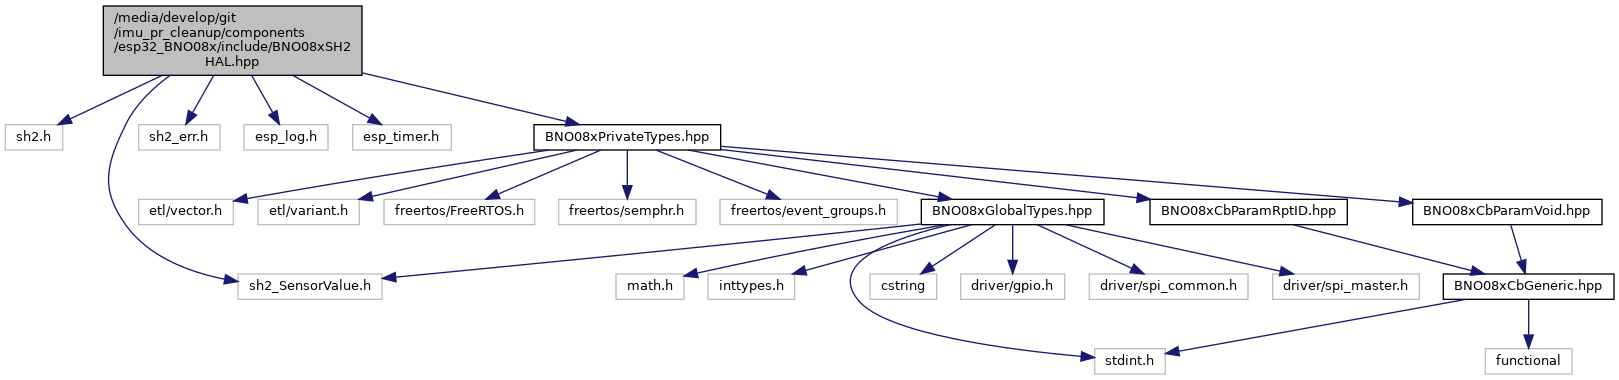 /media/develop/git
/imu_pr_cleanup/components
/esp32_BNO08x/include/BNO08xSH2
HAL.hpp
sh2.h
sh2_err.h
esp_log.h
esp_timer.h
BNO08xPrivateTypes.hpp
etl/vector.h
etl/variant.h
freertos/FreeRTOS.h
freertos/semphr.h
freertos/event_groups.h
BNO08xGlobalTypes.hpp
BNO08xCbParamRptID.hpp
BNO08xCbParamVoid.hpp
sh2_SensorValue.h
math.h
inttypes.h
cstring
driver/gpio.h
driver/spi_common.h
driver/spi_master.h
BNO08xCbGeneric.hpp
stdint.h
functional